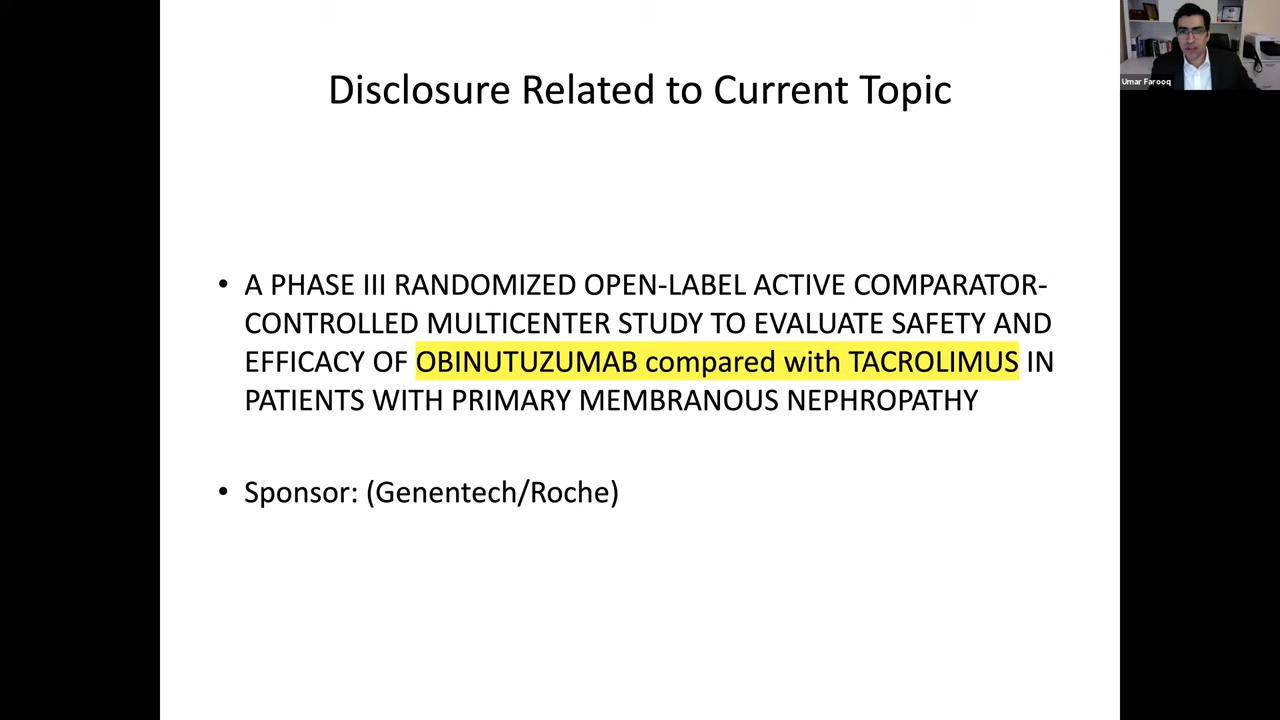 Disclosure Related to Current Topic
Umar Farooq
• A PHASE III RANDOMIZED OPEN-LABEL ACTIVE COMPARATOR-
CONTROLLED MULTICENTER STUDY TO EVALUATE SAFETY AND
EFFICACY OF OBINUTUZUMAB compared with TACROLIMUS IN
PATIENTS WITH PRIMARY MEMBRANOUS NEPHROPATHY
• Sponsor: (Genentech/Roche)